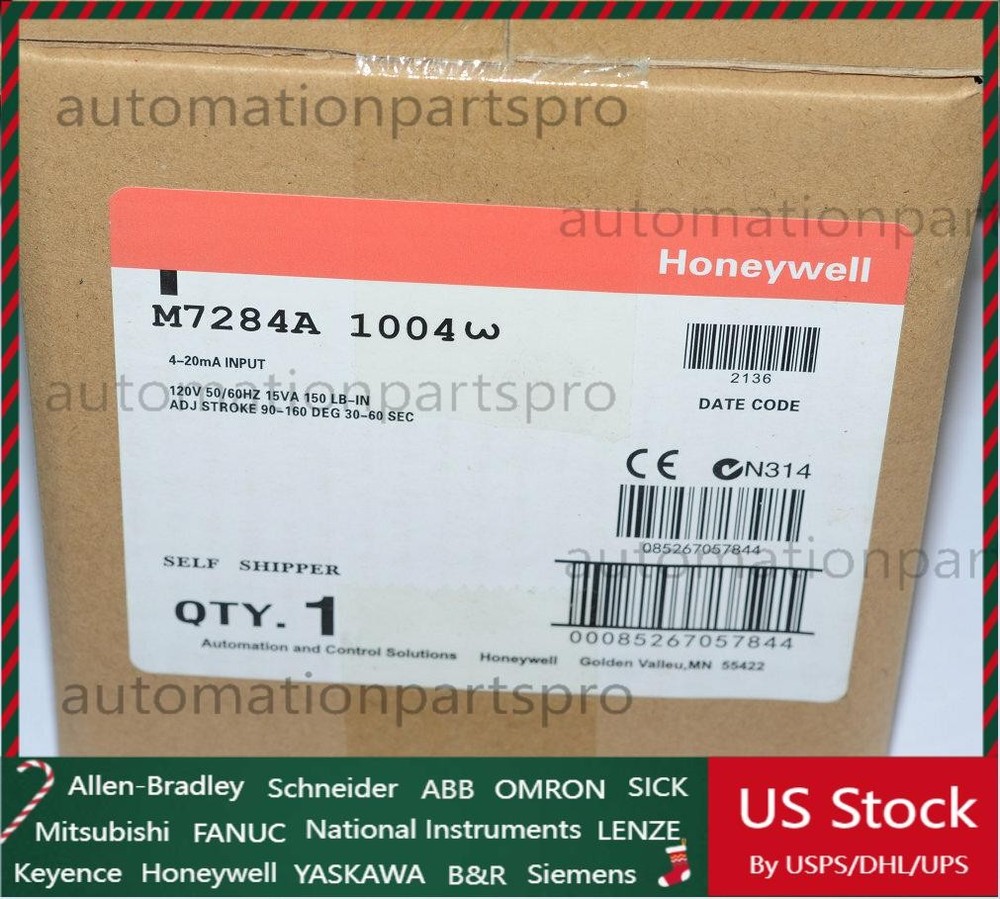 automationpartspro
automationpart
Honeywell
M7284A 1004ω
4-20mA INPUT
120V 50/60HZ 15VA 150 LB-IN
ADJ STROKE 90-160 DEG 30-60 SEC
automationpartspro
2136
DATE CODE
CE N314
085267057844
automationpart
SELF SHIPPER
QTY. 1
00085267057844
Automation and Control Solutions Honeywell Golden Valleu,MN 55422
automationpartspro
Allen-Bradley Schneider ABB OMRON SICK
Mitsubishi FANUC National Instruments LENZE
Keyence Honeywell YASKAWA B&R Siemens
US Stock
By USPS/DHL/UPS